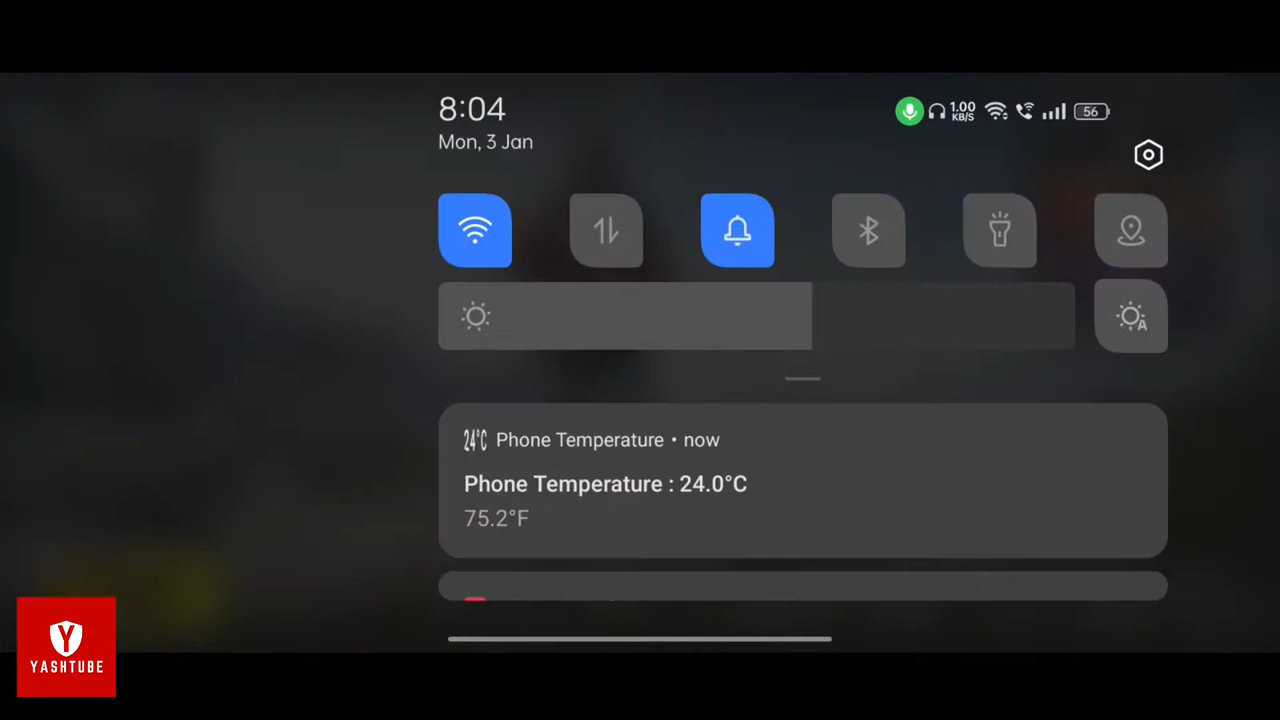 8:04
Mon, 3 Jan
1.00
KB/S
56
A
24°C Phone Temperature • now
Phone Temperature : 24.0°C
75.2°F
Y
YASHTUBE